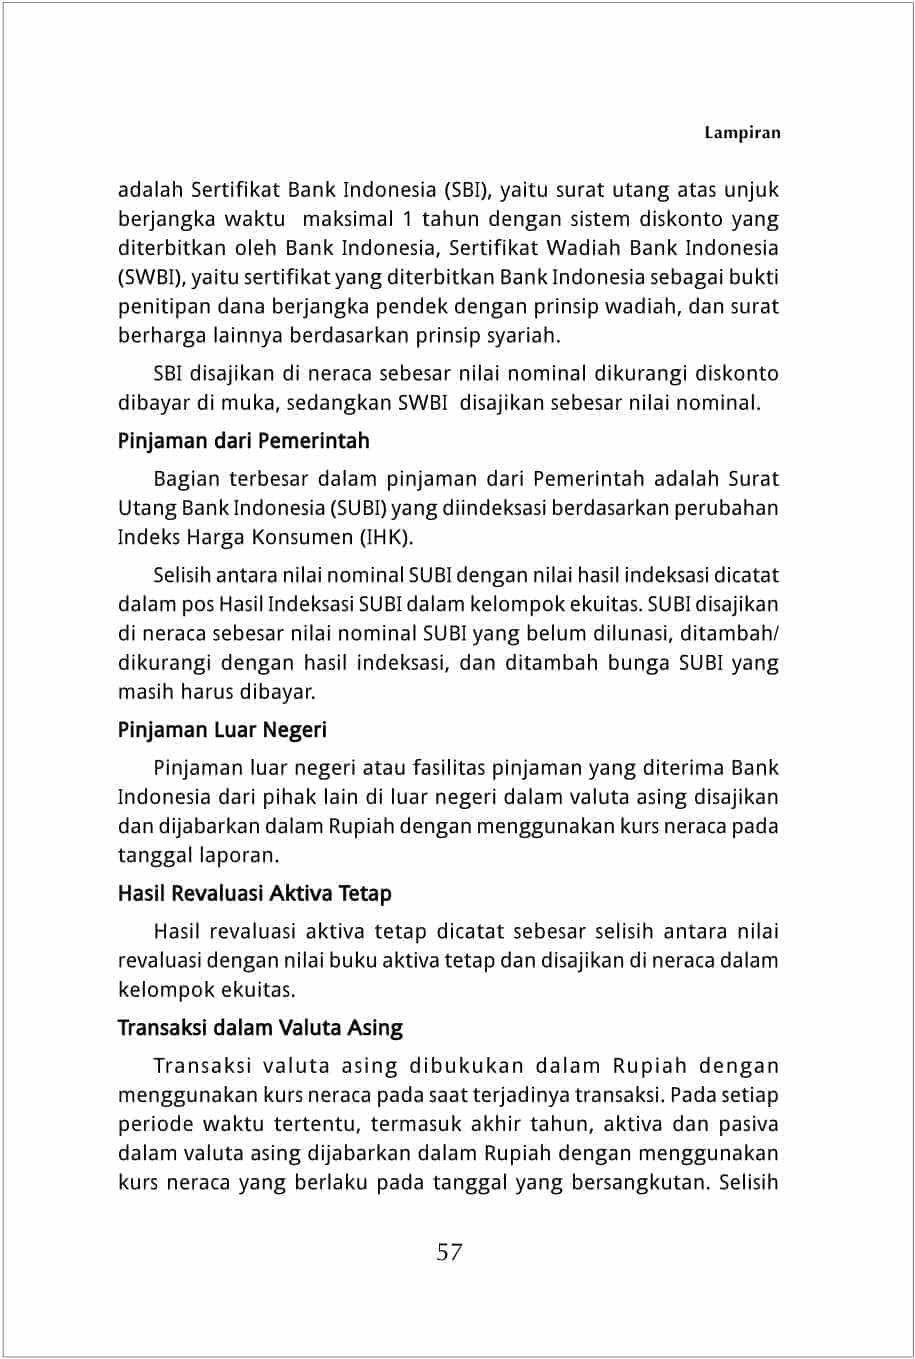 Lampiran
adalah Sertifikat Bank Indonesia (SBI), yaitu surat utang atas unjuk
berjangka waktu maksimal 1 tahun dengan sistem diskonto yang
diterbitkan oleh Bank Indonesia, Sertifikat Wadiah Bank Indonesia
(SWBI), yaitu sertifikat yang diterbitkan Bank Indonesia sebagai bukti
penitipan dana berjangka pendek dengan prinsip wadiah, dan surat
berharga lainnya berdasarkan prinsip syariah.
SBI disajikan di neraca sebesar nilai nominal dikurangi diskonto
dibayar di muka, sedangkan SWBI disajikan sebesar nilai nominal.
Pinjaman dari Pemerintah
Bagian terbesar dalam pinjaman dari Pemerintah adalah Surat
Utang Bank Indonesia (SUBI) yang diindeksasi berdasarkan perubahan
Indeks Harga Konsumen (IHK).
Selisih antara nilai nominal SUBI dengan nilai hasil indeksasi dicatat
dalam pos Hasil Indeksasi SUBI dalam kelompok ekuitas. SUBI disajikan
di neraca sebesar nilai nominal SUBI yang belum dilunasi, ditambah/
dikurangi dengan hasil indeksasi, dan ditambah bunga SUBI yang
masih harus dibayar.
Pinjaman Luar Negeri
Pinjaman luar negeri atau fasilitas pinjaman yang diterima Bank
Indonesia dari pihak lain di luar negeri dalam valuta asing disajikan
dan dijabarkan dalam Rupiah dengan menggunakan kurs neraca pada
tanggal laporan.
Hasil Revaluasi Aktiva Tetap
Hasil revaluasi aktiva tetap dicatat sebesar selisih antara nilai
revaluasi dengan nilai buku aktiva tetap dan disajikan di neraca dalam
kelompok ekuitas.
Transaksi dalam Valuta Asing
Transaksi valuta asing dibukukan dalam Rupiah dengan
menggunakan kurs neraca pada saat terjadinya transaksi. Pada setiap
periode waktu tertentu, termasuk akhir tahun, aktiva dan pasiva
dalam valuta asing dijabarkan dalam Rupiah dengan menggunakan
kurs neraca yang berlaku pada tanggal yang bersangkutan. Selisih
57